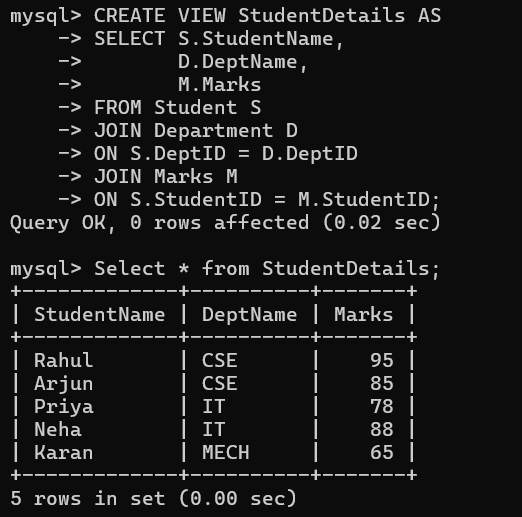 mysql> CREATE VIEW StudentDetails AS
    -> SELECT S.StudentName,
    ->        D.DeptName,
    ->        M.Marks
    -> FROM Student S
    -> JOIN Department D
    -> ON S.DeptID = D.DeptID
    -> JOIN Marks M
    -> ON S.StudentID = M.StudentID;
Query OK, 0 rows affected (0.02 sec)

mysql> Select * from StudentDetails;
+-------------+----------+-------+
| StudentName | DeptName | Marks |
+-------------+----------+-------+
| Rahul       | CSE      |    95 |
| Arjun       | CSE      |    85 |
| Priya       | IT       |    78 |
| Neha        | IT       |    88 |
| Karan       | MECH     |    65 |
+-------------+----------+-------+
5 rows in set (0.00 sec)